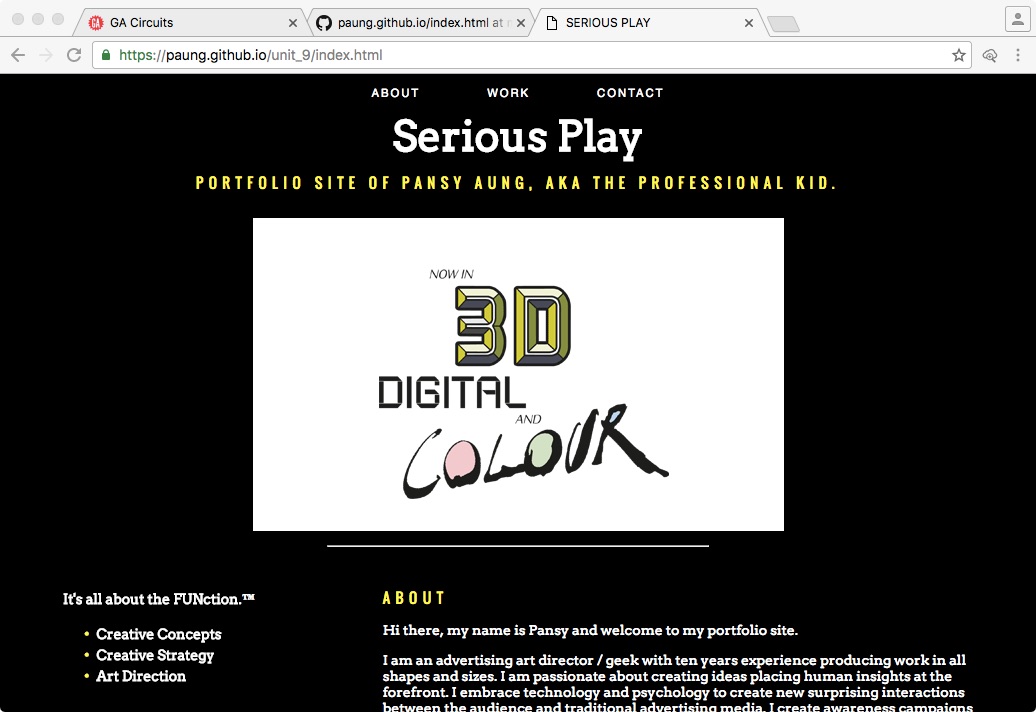 GA Circuits
paung.github.io/index.html at
SERIOUS PLAY
https://paung.github.io/unit_9/index.html
ABOUT WORK CONTACT
Serious Play
PORTFOLIO SITE OF PANSY AUNG, AKA THE PROFESSIONAL KID.
NOW IN
3D
DIGITAL
AND
COLOUR
It's all about the FUNction.™
• Creative Concepts
• Creative Strategy
• Art Direction
ABOUT
Hi there, my name is Pansy and welcome to my portfolio site.
I am an advertising art director / geek with ten years experience producing work in all
shapes and sizes. I am passionate about creating ideas placing human insights at the
forefront. I embrace technology and psychology to create new surprising interactions
between the audience and traditional advertising media. I create awareness campaigns